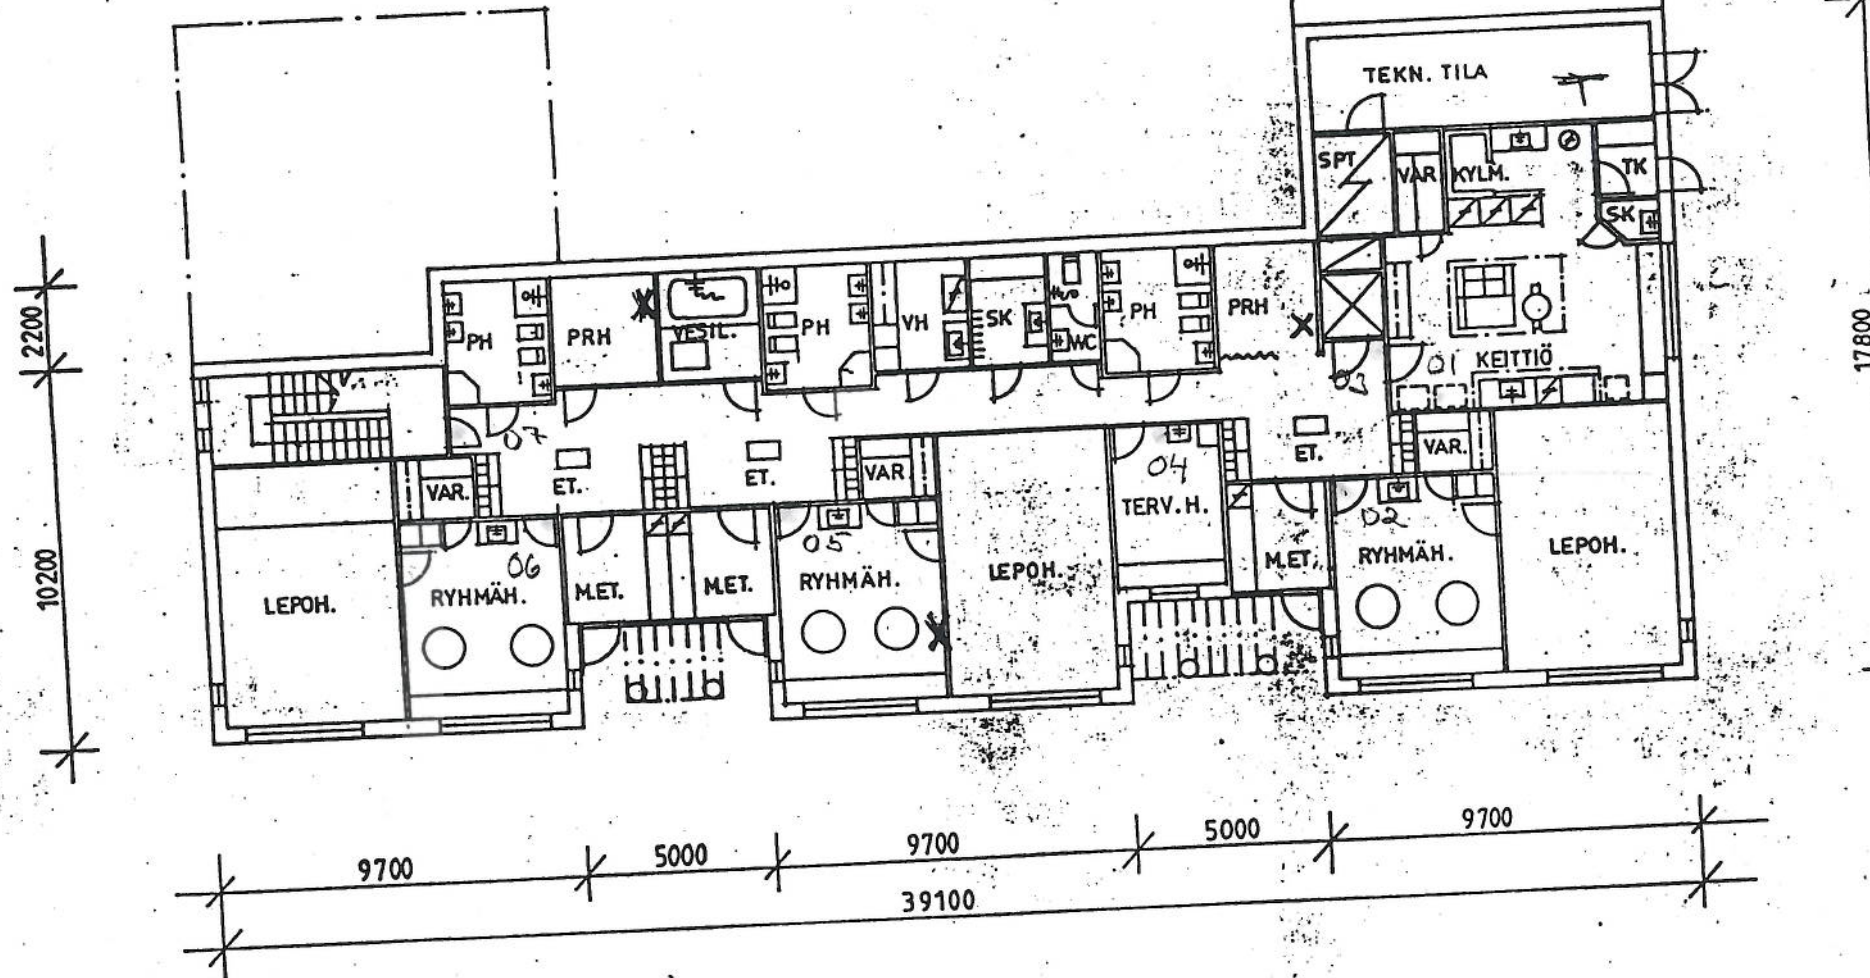 TEKN. TILA
SPT
VAR
KYLM.
TK
SK
PH
PRH
VESIL.
PH
VH
SK
WC
PH
PRH
KEITTIÖ
01
03
07
2200
17800
VAR.
ET.
ET.
VAR
04
TERV. H.
ET.
VAR.
06
05
02
10200
LEPOH.
RYHMÄH.
M.ET.
M.ET.
RYHMÄH.
LEPOH.
M.ET.
RYHMÄH.
LEPOH.
9700
5000
9700
5000
9700
39100